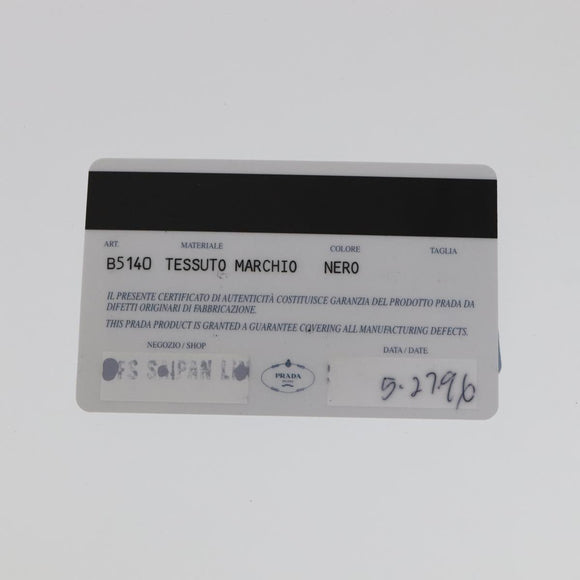 ART. MATERIALE COLORE TAGLIA
B5140 TESSUTO MARCHIO NERO
IL PRESENTE CERTIFICATO DI AUTENTICITÀ COSTITUISCE GARANZIA DEL PRODOTTO PRADA DA
DIFETTI ORIGINARI DI FABBRICAZIONE.
THIS PRADA PRODUCT IS GRANTED A GUARANTEE COVERING ALL MANUFACTURING DEFECTS.
NEGOZIO / SHOP DATA / DATE
SAIPAN PRADA 5.27.96
MILANO